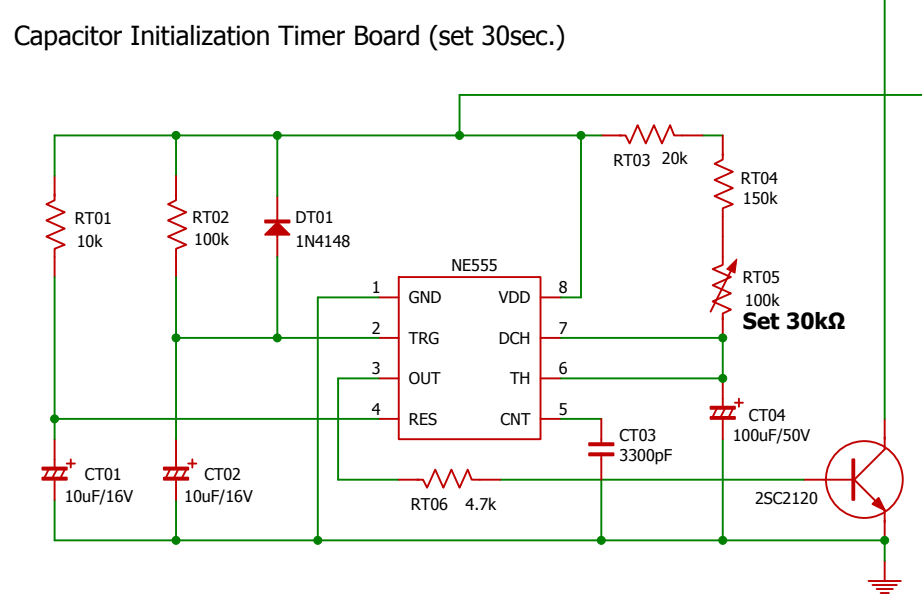 Capacitor Initialization Timer Board (set 30sec.)
RT03 20k
RT04
150k
RT01
10k
RT02
100k
DT01
1N4148
NE555
RT05
100k
Set 30kΩ
1 GND VDD 8
2 TRG DCH 7
3 OUT TH 6
4 RES CNT 5
CT04
100uF/50V
CT03
3300pF
CT01
10uF/16V
CT02
10uF/16V
RT06 4.7k
2SC2120